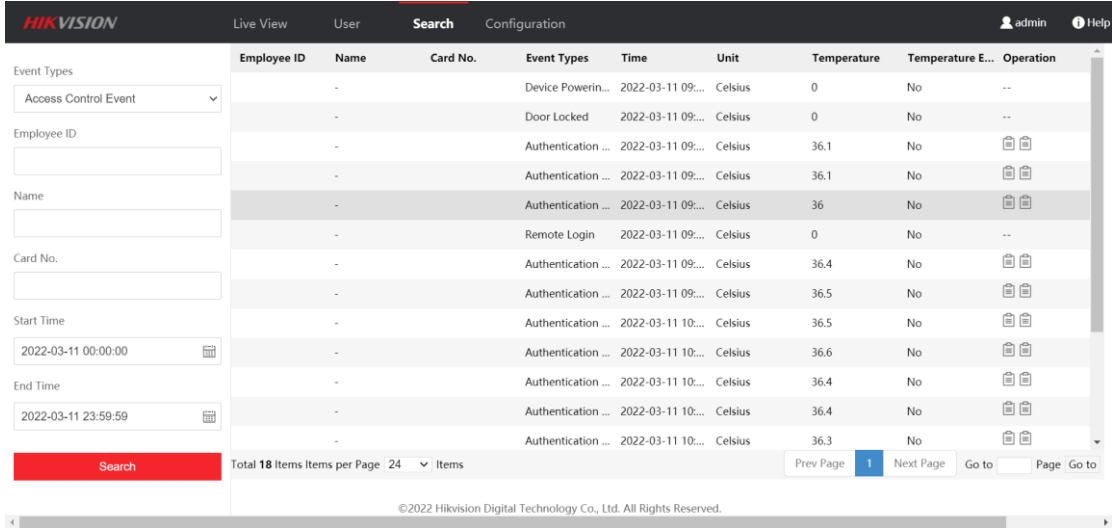 HIKVISION Live View User Search Configuration admin Help
Employee ID Name Card No. Event Types Time Unit Temperature Temperature E... Operation
Event Types
Access Control Event
Employee ID
Name
Card No.
Start Time
2022-03-11 00:00:00
End Time
2022-03-11 23:59:59
Search
- Device Powerin... 2022-03-11 09:... Celsius 0 No --
- Door Locked 2022-03-11 09:... Celsius 0 No --
- Authentication ... 2022-03-11 09:... Celsius 36.1 No
- Authentication ... 2022-03-11 09:... Celsius 36.1 No
- Authentication ... 2022-03-11 09:... Celsius 36 No
- Remote Login 2022-03-11 09:... Celsius 0 No --
- Authentication ... 2022-03-11 09:... Celsius 36.4 No
- Authentication ... 2022-03-11 09:... Celsius 36.5 No
- Authentication ... 2022-03-11 10:... Celsius 36.5 No
- Authentication ... 2022-03-11 10:... Celsius 36.6 No
- Authentication ... 2022-03-11 10:... Celsius 36.4 No
- Authentication ... 2022-03-11 10:... Celsius 36.4 No
- Authentication ... 2022-03-11 10:... Celsius 36.3 No
Total 18 Items Items per Page 24 Items Prev Page 1 Next Page Go to Page Go to
©2022 Hikvision Digital Technology Co., Ltd. All Rights Reserved.